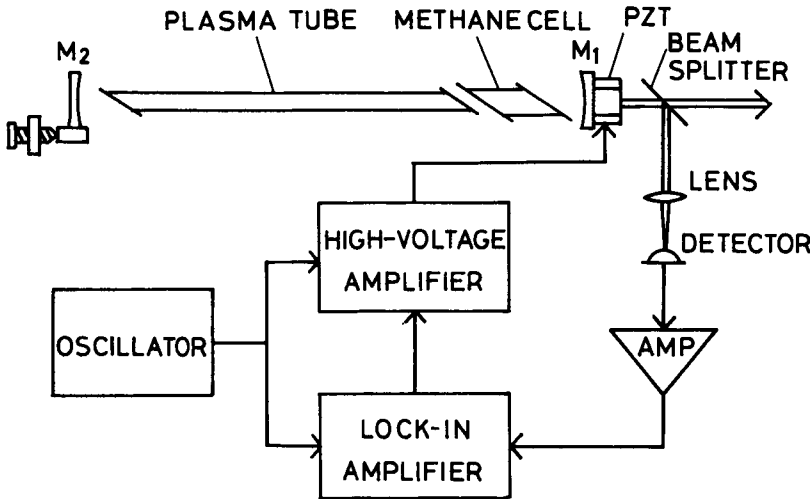 PLASMA TUBE
METHANE CELL
PZT
M2
M1
BEAM
SPLITTER
LENS
DETECTOR
HIGH-VOLTAGE
AMPLIFIER
OSCILLATOR
AMP
LOCK-IN
AMPLIFIER